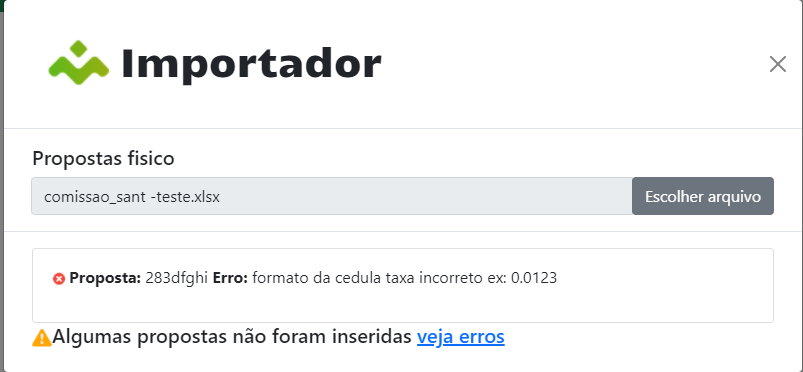 Importador
Propostas fisico
comissao_sant -teste.xlsx Escolher arquivo
Proposta: 283dfghi Erro: formato da cedula taxa incorreto ex: 0.0123
Algumas propostas não foram inseridas veja erros